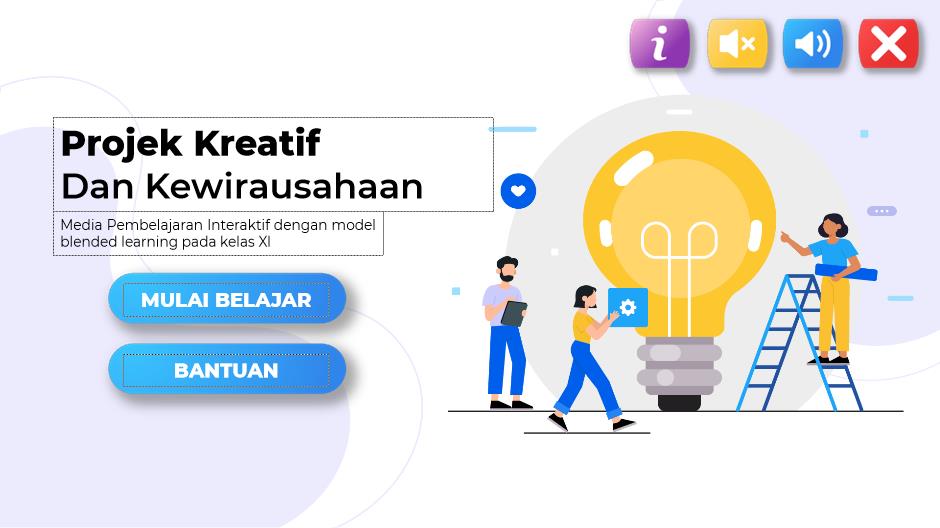 Projek Kreatif
Dan Kewirausahaan
Media Pembelajaran Interaktif dengan model
blended learning pada kelas XI
MULAI BELAJAR
BANTUAN